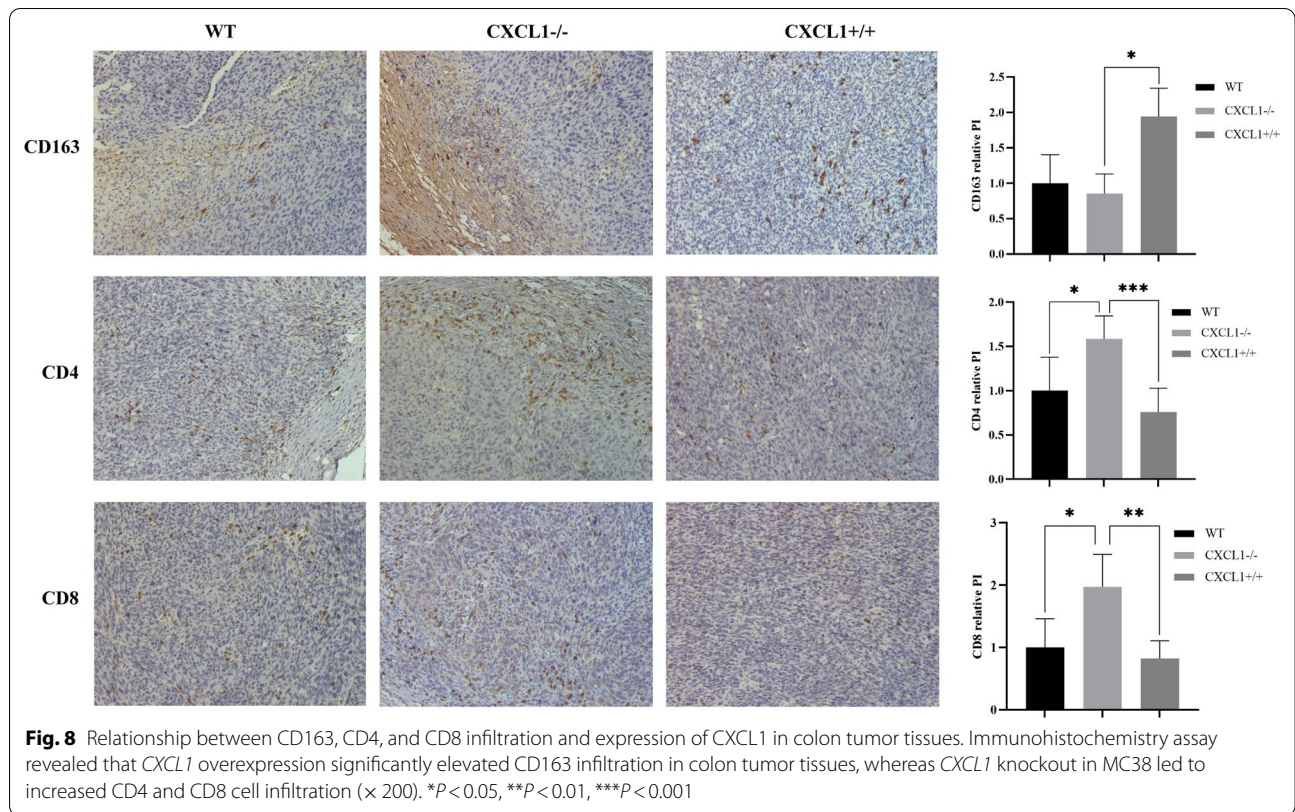 WT
CXCL1-/-
CXCL1+/+
CD163
CD163 relative PI
2.5
2.0
1.5
1.0
0.5
0.0
*
WT
CXCL1-/-
CXCL1+/+
CD4
CD4 relative PI
2.0
1.5
1.0
0.5
0.0
* ***
WT
CXCL1-/-
CXCL1+/+
CD8
CD8 relative PI
3
2
1
0
* **
WT
CXCL1-/-
CXCL1+/+
Fig. 8 Relationship between CD163, CD4, and CD8 infiltration and expression of CXCL1 in colon tumor tissues. Immunohistochemistry assay
revealed that CXCL1 overexpression significantly elevated CD163 infiltration in colon tumor tissues, whereas CXCL1 knockout in MC38 led to
increased CD4 and CD8 cell infiltration (× 200). *P < 0.05, **P < 0.01, ***P < 0.001